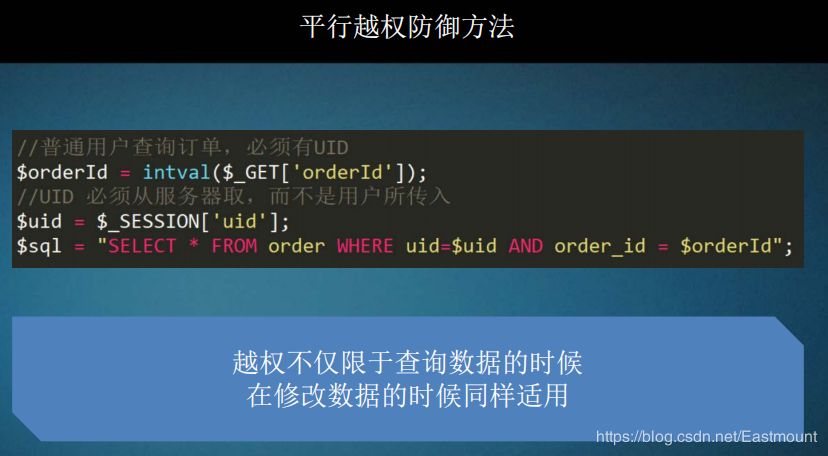 平行越权防御方法
//普通用户查询订单，必须有UID
$orderId = intval($_GET['orderId']);
//UID 必须从服务器取，而不是用户所传入
$uid = $_SESSION['uid'];
$sql = "SELECT * FROM order WHERE uid=$uid AND order_id = $orderId";
越权不仅限于查询数据的时候
在修改数据的时候同样适用
https://blog.csdn.net/Eastmount